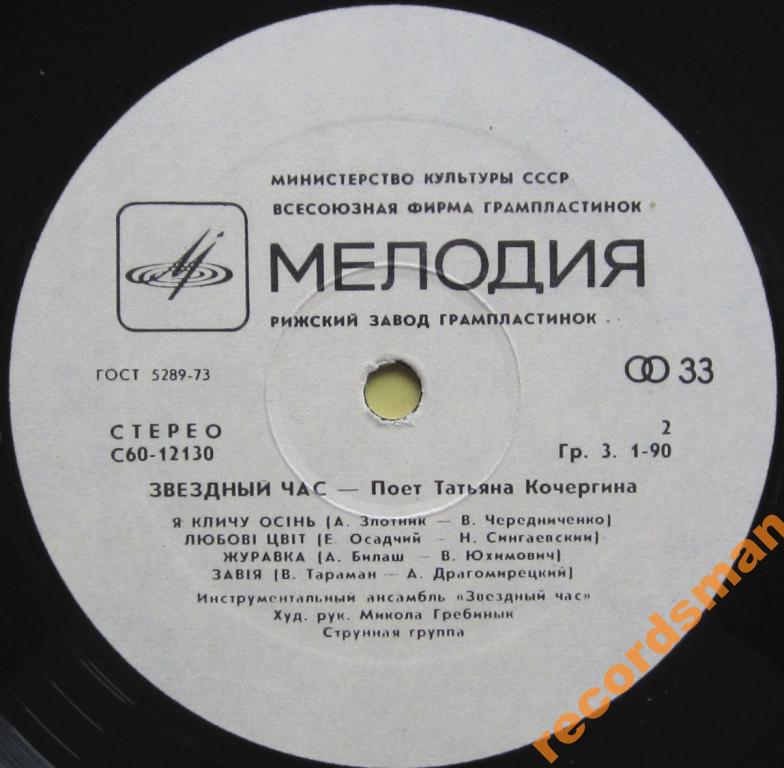 МИНИСТЕРСТВО КУЛЬТУРЫ СССР
ВСЕСОЮЗНАЯ ФИРМА ГРАМПЛАСТИНОК
МЕЛОДИЯ
РИЖСКИЙ ЗАВОД ГРАМПЛАСТИНОК
ГОСТ 5289-73
33
СТЕРЕО
2
С60-12130
Гр. 3. 1-90
ЗВЕЗДНЫЙ ЧАС — Поет Татьяна Кочергина
Я КЛИЧУ ОСІНЬ (А. Злотник — В. Чередниченко)
ЛЮБОВІ ЦВІТ (Е. Осадчий — Н. Сингаевский)
ЖУРАВКА (А. Билаш — В. Юхимович)
ЗАВІЯ (В. Тараман — А. Драгомирецкий)
Инструментальный ансамбль «Звездный час»
Худ. рук. Микола Гребинык
Струнная группа
recordsman